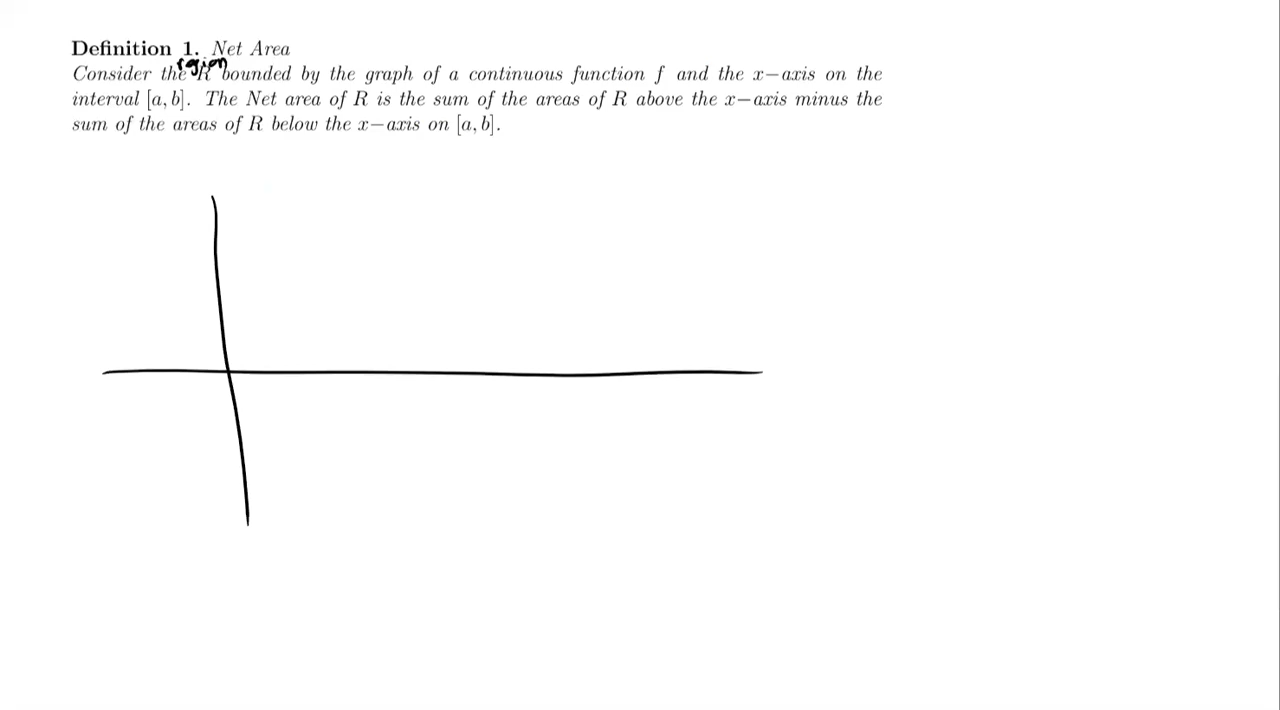 Definition 1. Net Area
region
Consider the R bounded by the graph of a continuous function f and the x−axis on the
interval [a, b]. The Net area of R is the sum of the areas of R above the x−axis minus the
sum of the areas of R below the x−axis on [a, b].